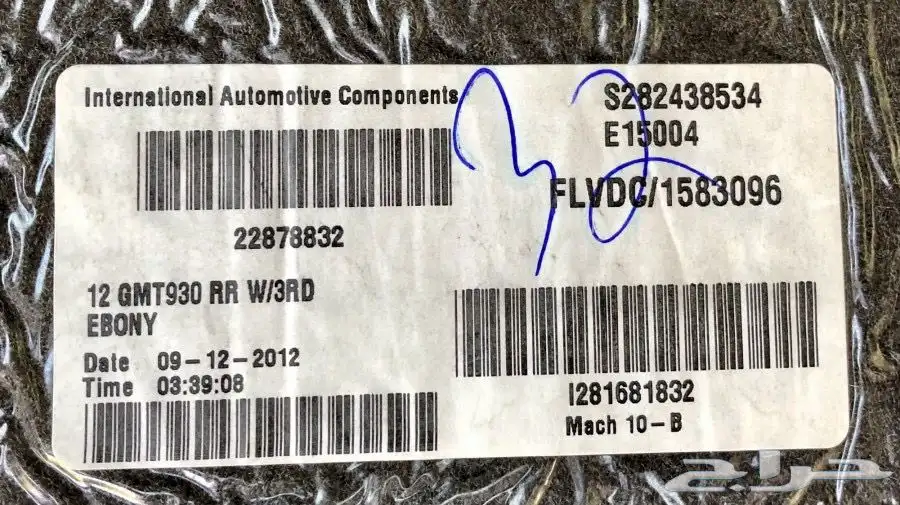 International Automotive Components
22878832
12 GMT930 RR W/3RD
EBONY
Date 09-12-2012
Time 03:39:08
S282438534
E15004
FLVDC/1583096
I281681832
Mach 10-B
حراج